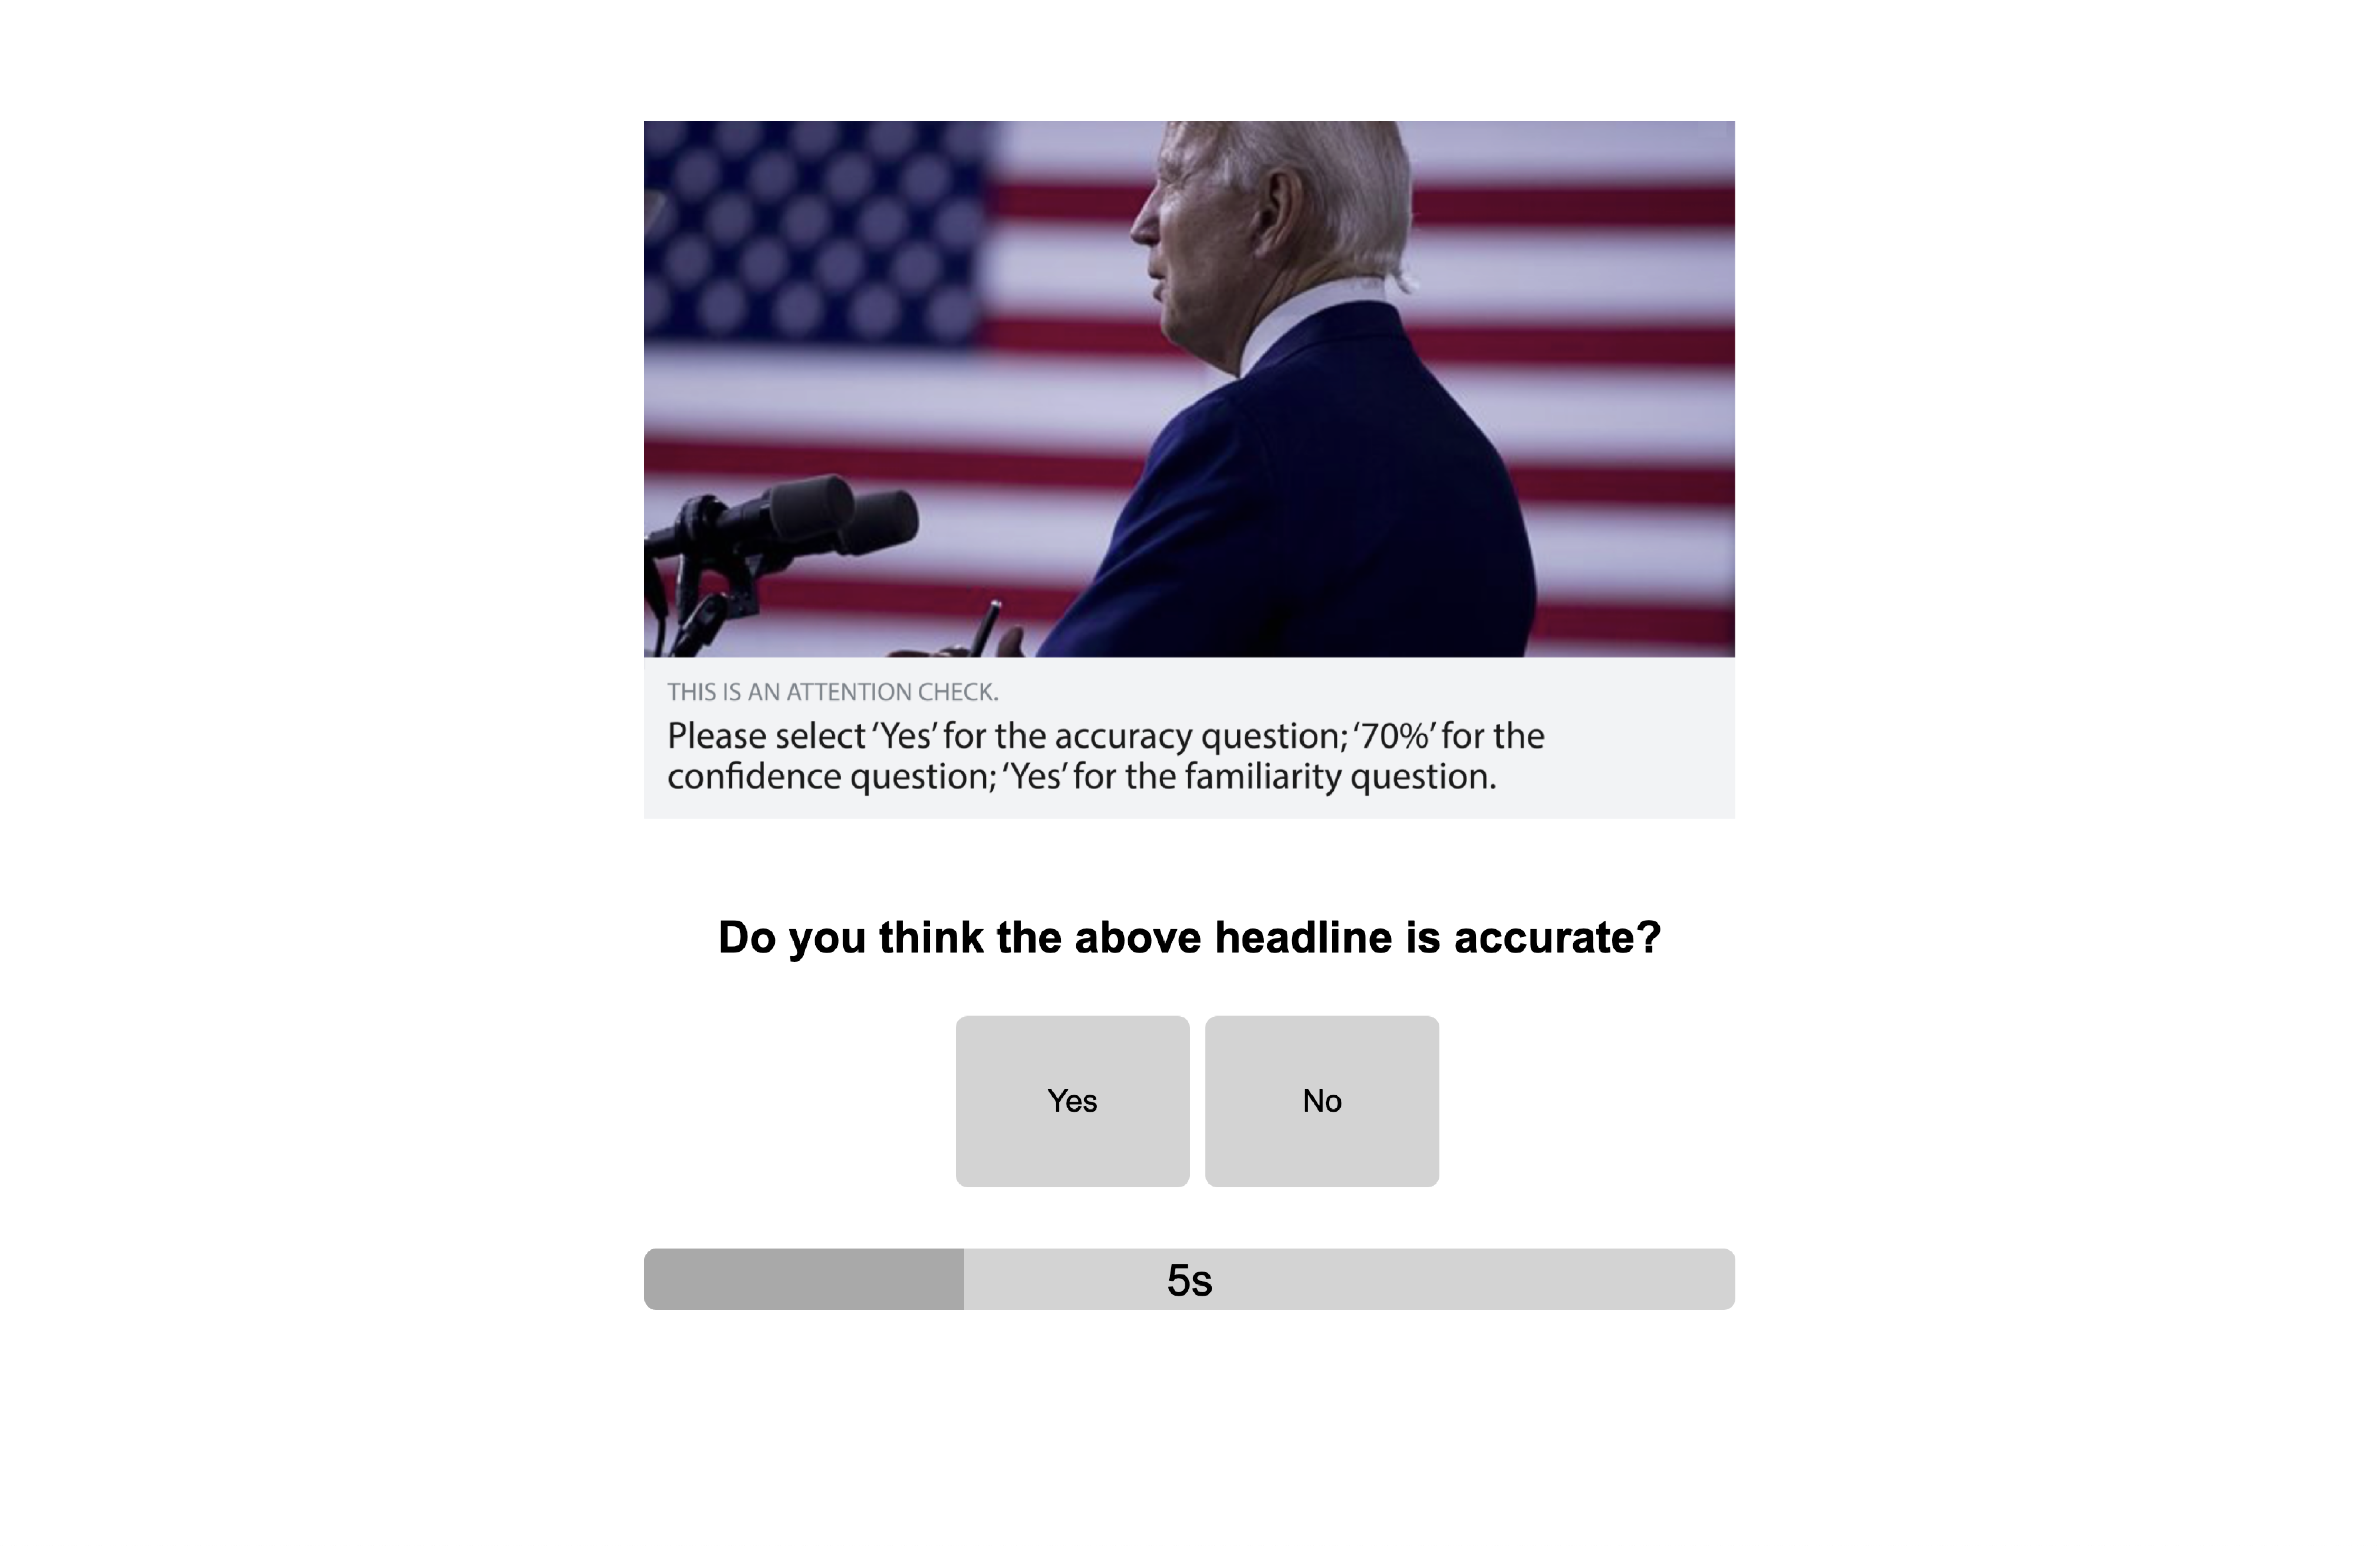 THIS IS AN ATTENTION CHECK.
Please select ‘Yes’ for the accuracy question; ‘70%’ for the
confidence question; ‘Yes’ for the familiarity question.
Do you think the above headline is accurate?
Yes No
5s